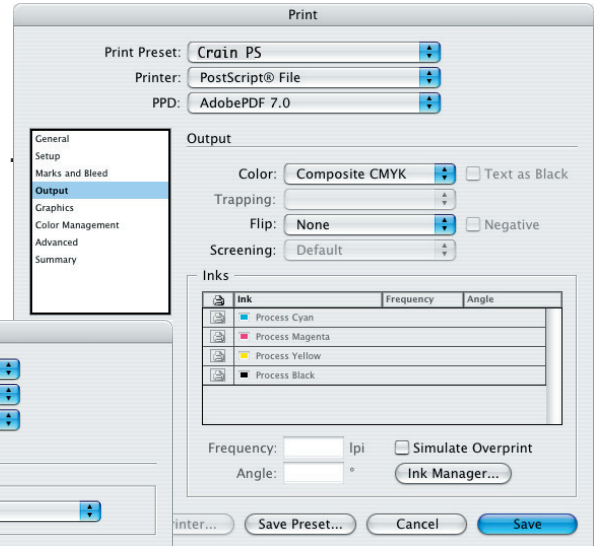 Print
Print Preset: Crain PS
Printer: PostScript® File
PPD: AdobePDF 7.0
General
Setup
Marks and Bleed
Output
Graphics
Color Management
Advanced
Summary
Output
Color: Composite CMYK Text as Black
Trapping:
Flip: None Negative
Screening: Default
Inks
Ink Frequency Angle
Process Cyan
Process Magenta
Process Yellow
Process Black
Frequency: lpi Simulate Overprint
Angle: ° Ink Manager...
rinter... Save Preset... Cancel Save